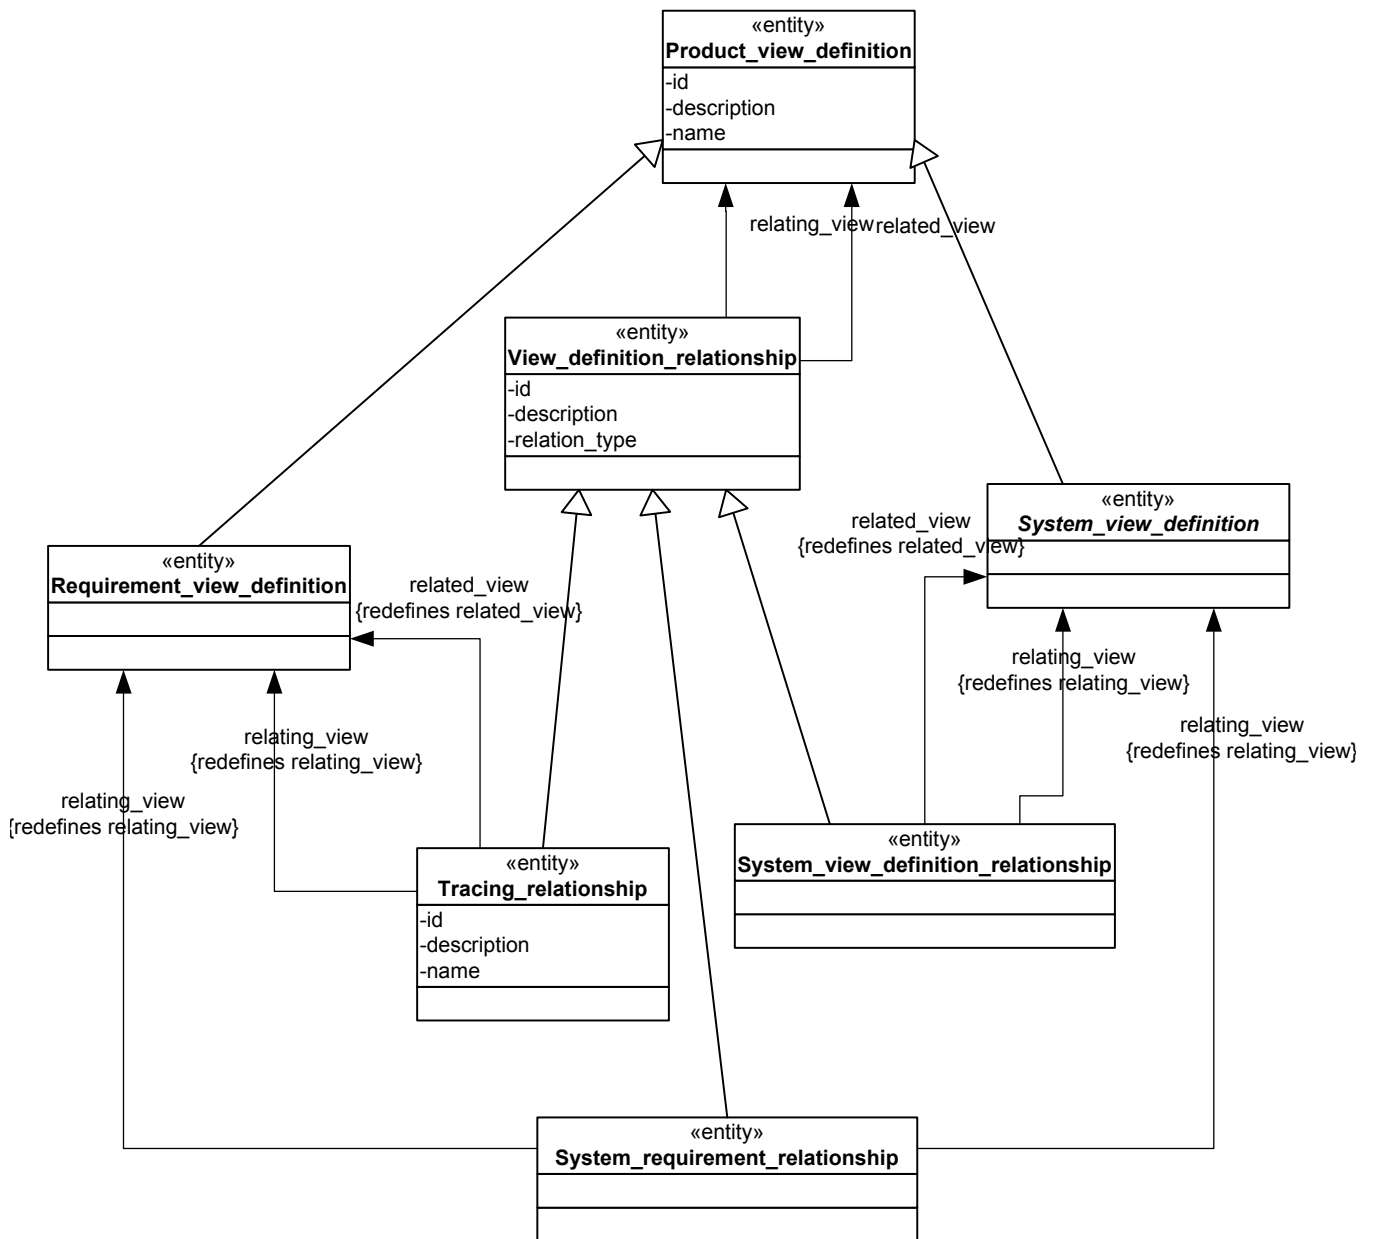 «entity»
Product_view_definition
-id
-description
-name
relating_view
related_view
«entity»
View_definition_relationship
-id
-description
-relation_type
«entity»
System_view_definition
related_view
{redefines related_view}
«entity»
Requirement_view_definition
related_view
{redefines related_view}
relating_view
{redefines relating_view}
relating_view
{redefines relating_view}
relating_view
{redefines relating_view}
relating_view
{redefines relating_view}
«entity»
System_view_definition_relationship
«entity»
Tracing_relationship
-id
-description
-name
«entity»
System_requirement_relationship